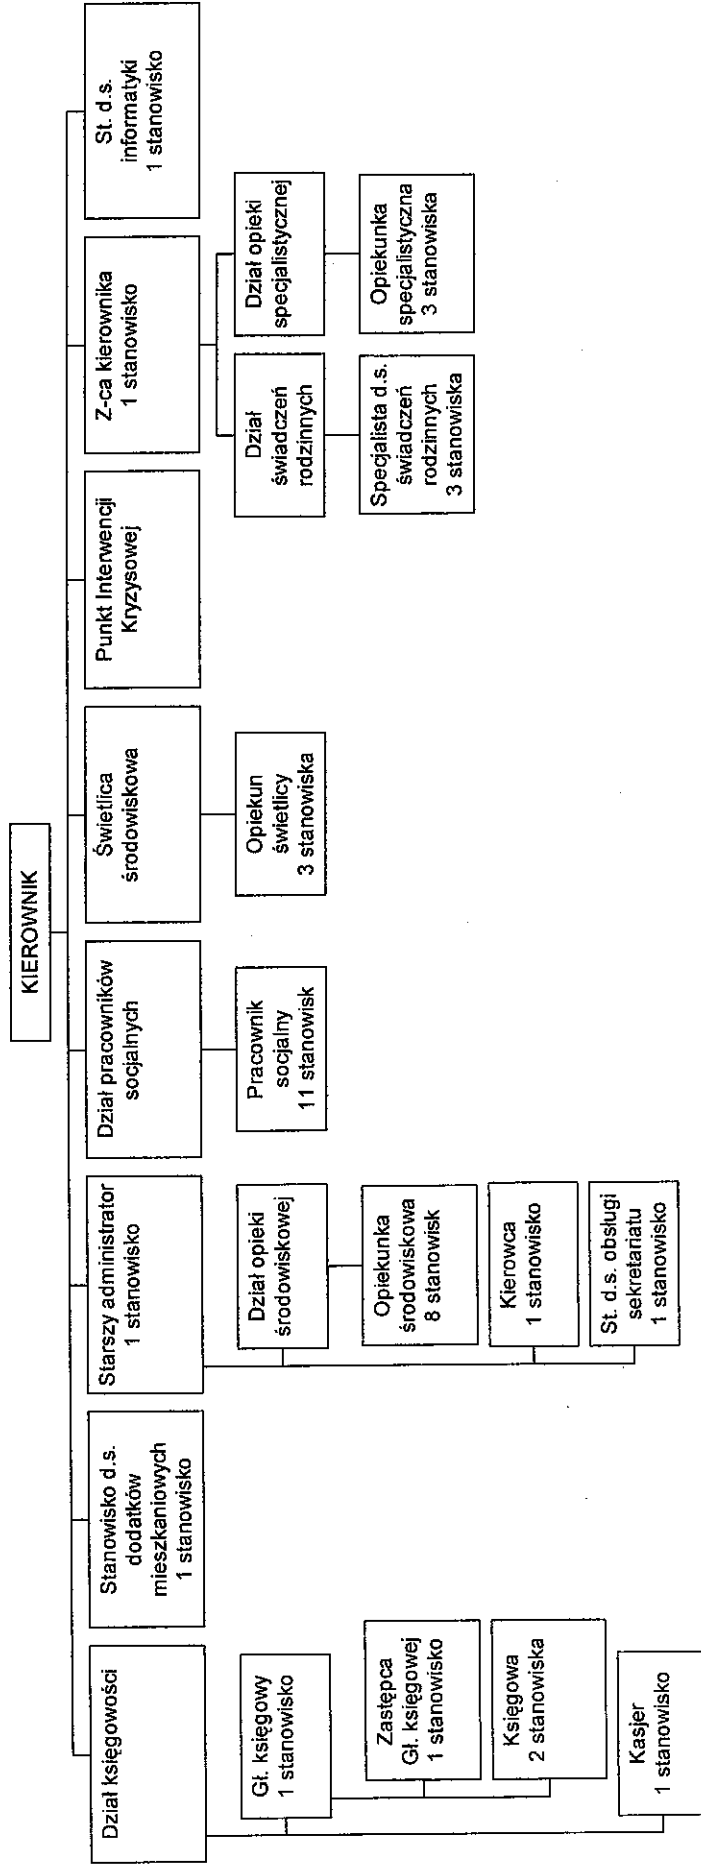 KIEROWNIK
Dział księgowości
Gł. księgowy
1 stanowisko
Zastępca
Gł. księgowej
1 stanowisko
Księgowa
2 stanowiska
Kasjer
1 stanowisko
Stanowisko d.s.
dodatków
mieszkaniowych
1 stanowisko
Starszy administrator
1 stanowisko
Dział opieki
środowiskowej
Opiekunka
środowiskowa
8 stanowisk
Kierowca
1 stanowisko
St. d.s. obsługi
sekretariatu
1 stanowisko
Dział pracowników
socjalnych
Pracownik
socjalny
11 stanowisk
Świetlica
środowiskowa
Opiekun
świetlicy
3 stanowiska
Punkt Interwencji
Kryzysowej
Z-ca kierownika
1 stanowisko
Dział
świadczeń
rodzinnych
Specjalista d.s.
świadczeń
rodzinnych
3 stanowiska
Dział opieki
specjalistycznej
Opiekunka
specjalistyczna
3 stanowiska
St. d.s.
informatyki
1 stanowisko